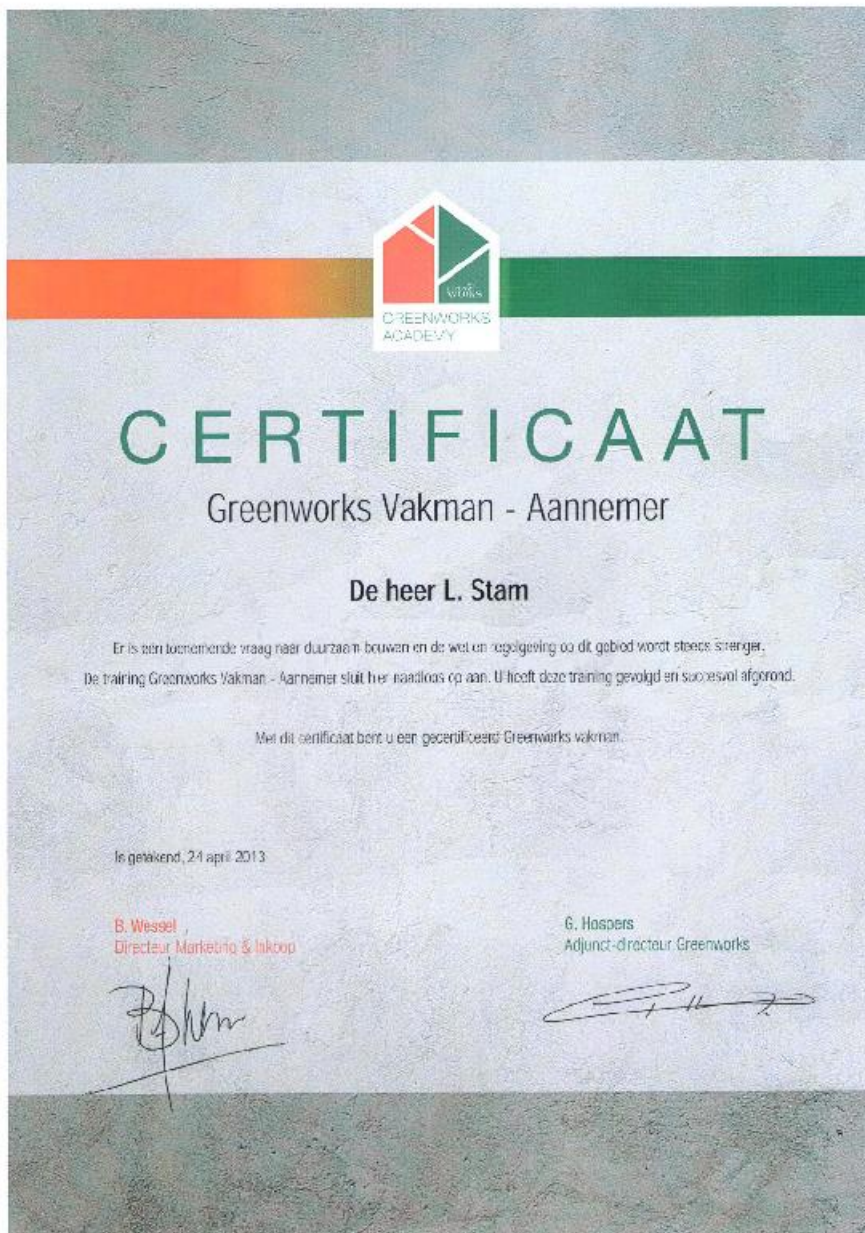 GREENWORKS
ACADEMY
CERTIFICAAT
Greenworks Vakman - Aannemer
De heer L. Stam
Er is een toenemende vraag naar duurzaam bouwen en de wet en regelgeving op dit gebied wordt steeds strenger.
De training Greenworks Vakman - Aannemer sluit hier naadloos op aan. U heeft deze training gevolgd en succesvol afgerond.
Met dit certificaat bent u een gecertificeerd Greenworks vakman.
Is getekend, 24 april 2013
B. Wessel
Directeur Marketing & Inkoop
G. Hospers
Adjunct-directeur Greenworks